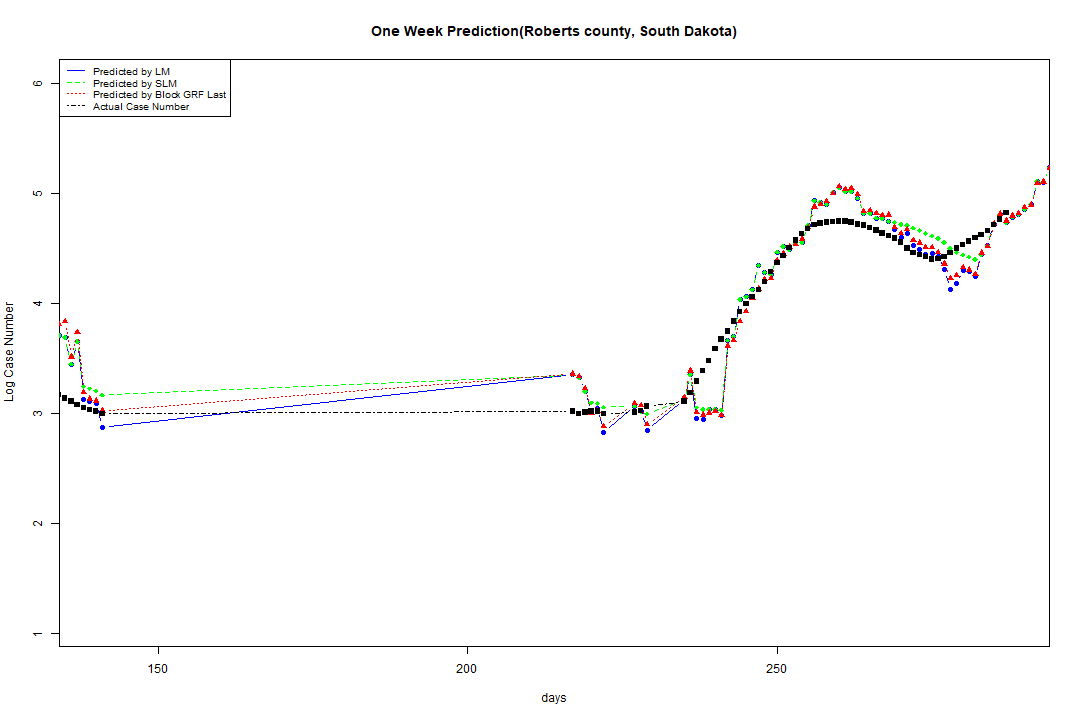 One Week Prediction(Roberts county, South Dakota)
Predicted by LM
Predicted by SLM
Predicted by Block GRF Last
Actual Case Number
6
5
4
3
2
1
Log Case Number
150
200
250
days